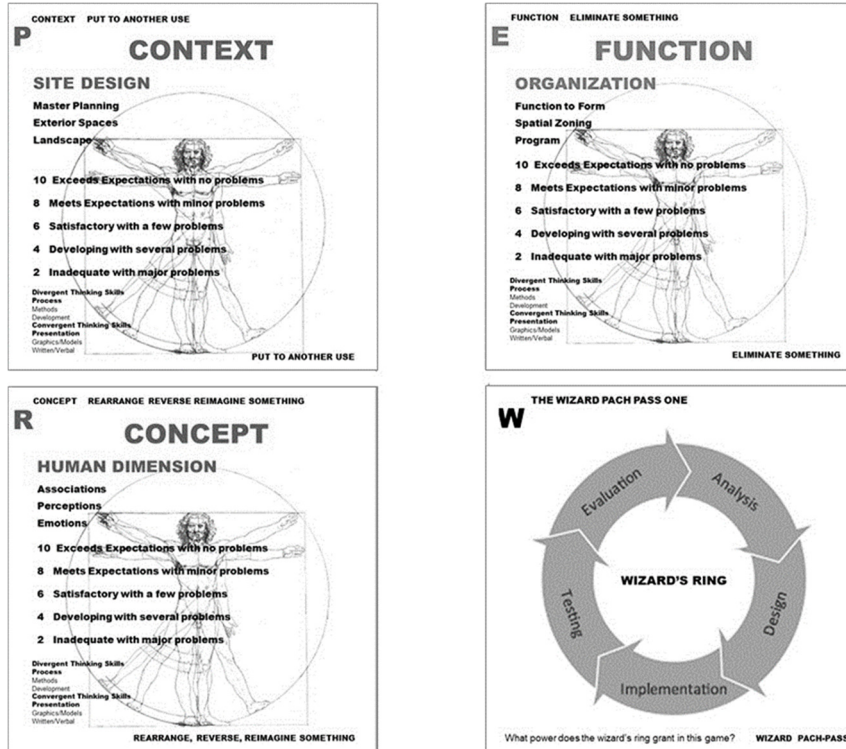 CONTEXT PUT TO ANOTHER USE
P
CONTEXT
SITE DESIGN
Master Planning
Exterior Spaces
Landscape
10 Exceeds Expectations with no problems
8 Meets Expectations with minor problems
6 Satisfactory with a few problems
4 Developing with several problems
2 Inadequate with major problems
Divergent Thinking Skills
Process
Methods
Development
Convergent Thinking Skills
Presentation
Graphics/Models
Written/Verbal
PUT TO ANOTHER USE
FUNCTION ELIMINATE SOMETHING
E
FUNCTION
ORGANIZATION
Function to Form
Spatial Zoning
Program
10 Exceeds Expectations with no problems
8 Meets Expectations with minor problems
6 Satisfactory with a few problems
4 Developing with several problems
2 Inadequate with major problems
Divergent Thinking Skills
Process
Methods
Development
Convergent Thinking Skills
Presentation
Graphics/Models
Written/Verbal
ELIMINATE SOMETHING
CONCEPT REARRANGE REVERSE REIMAGINE SOMETHING
R
CONCEPT
HUMAN DIMENSION
Associations
Perceptions
Emotions
10 Exceeds Expectations with no problems
8 Meets Expectations with minor problems
6 Satisfactory with a few problems
4 Developing with several problems
2 Inadequate with major problems
Divergent Thinking Skills
Process
Methods
Development
Convergent Thinking Skills
Presentation
Graphics/Models
Written/Verbal
REARRANGE, REVERSE, REIMAGINE SOMETHING
THE WIZARD PACH PASS ONE
W
Evaluation
Analysis
WIZARD'S RING
Testing
Design
Implementation
What power does the wizard's ring grant in this game? WIZARD PACH-PASS